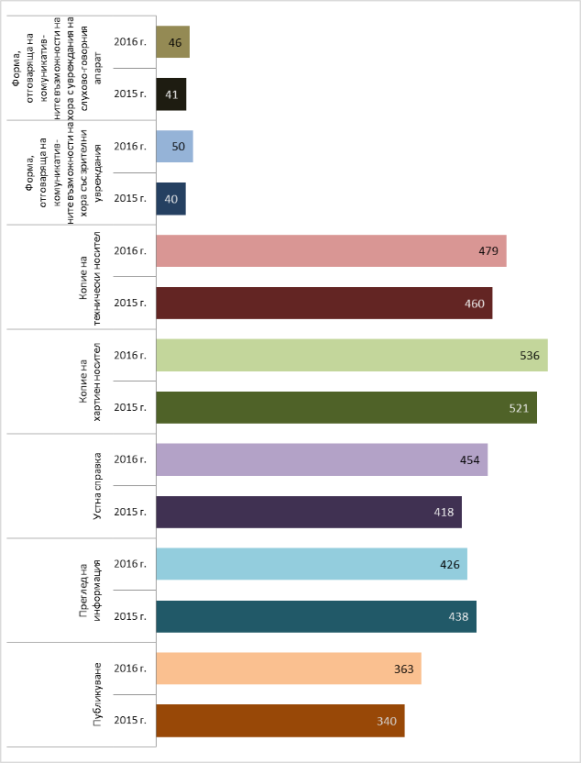 Форма,
отговаряща на
комуникатив-
ните възможности на
хора с увреждания на
слухово-говорния
апарат
2016 г.
46
2015 г.
41
Форма,
отговаряща на
комуникатив-
ните възможности на
хора със зрителни
увреждания
2016 г.
50
2015 г.
40
Копие на
технически носител
2016 г.
479
2015 г.
460
Копие на
хартиен носител
2016 г.
536
2015 г.
521
Устна справка
2016 г.
454
2015 г.
418
Преглед на
информация
2016 г.
426
2015 г.
438
Публикуване
2016 г.
363
2015 г.
340